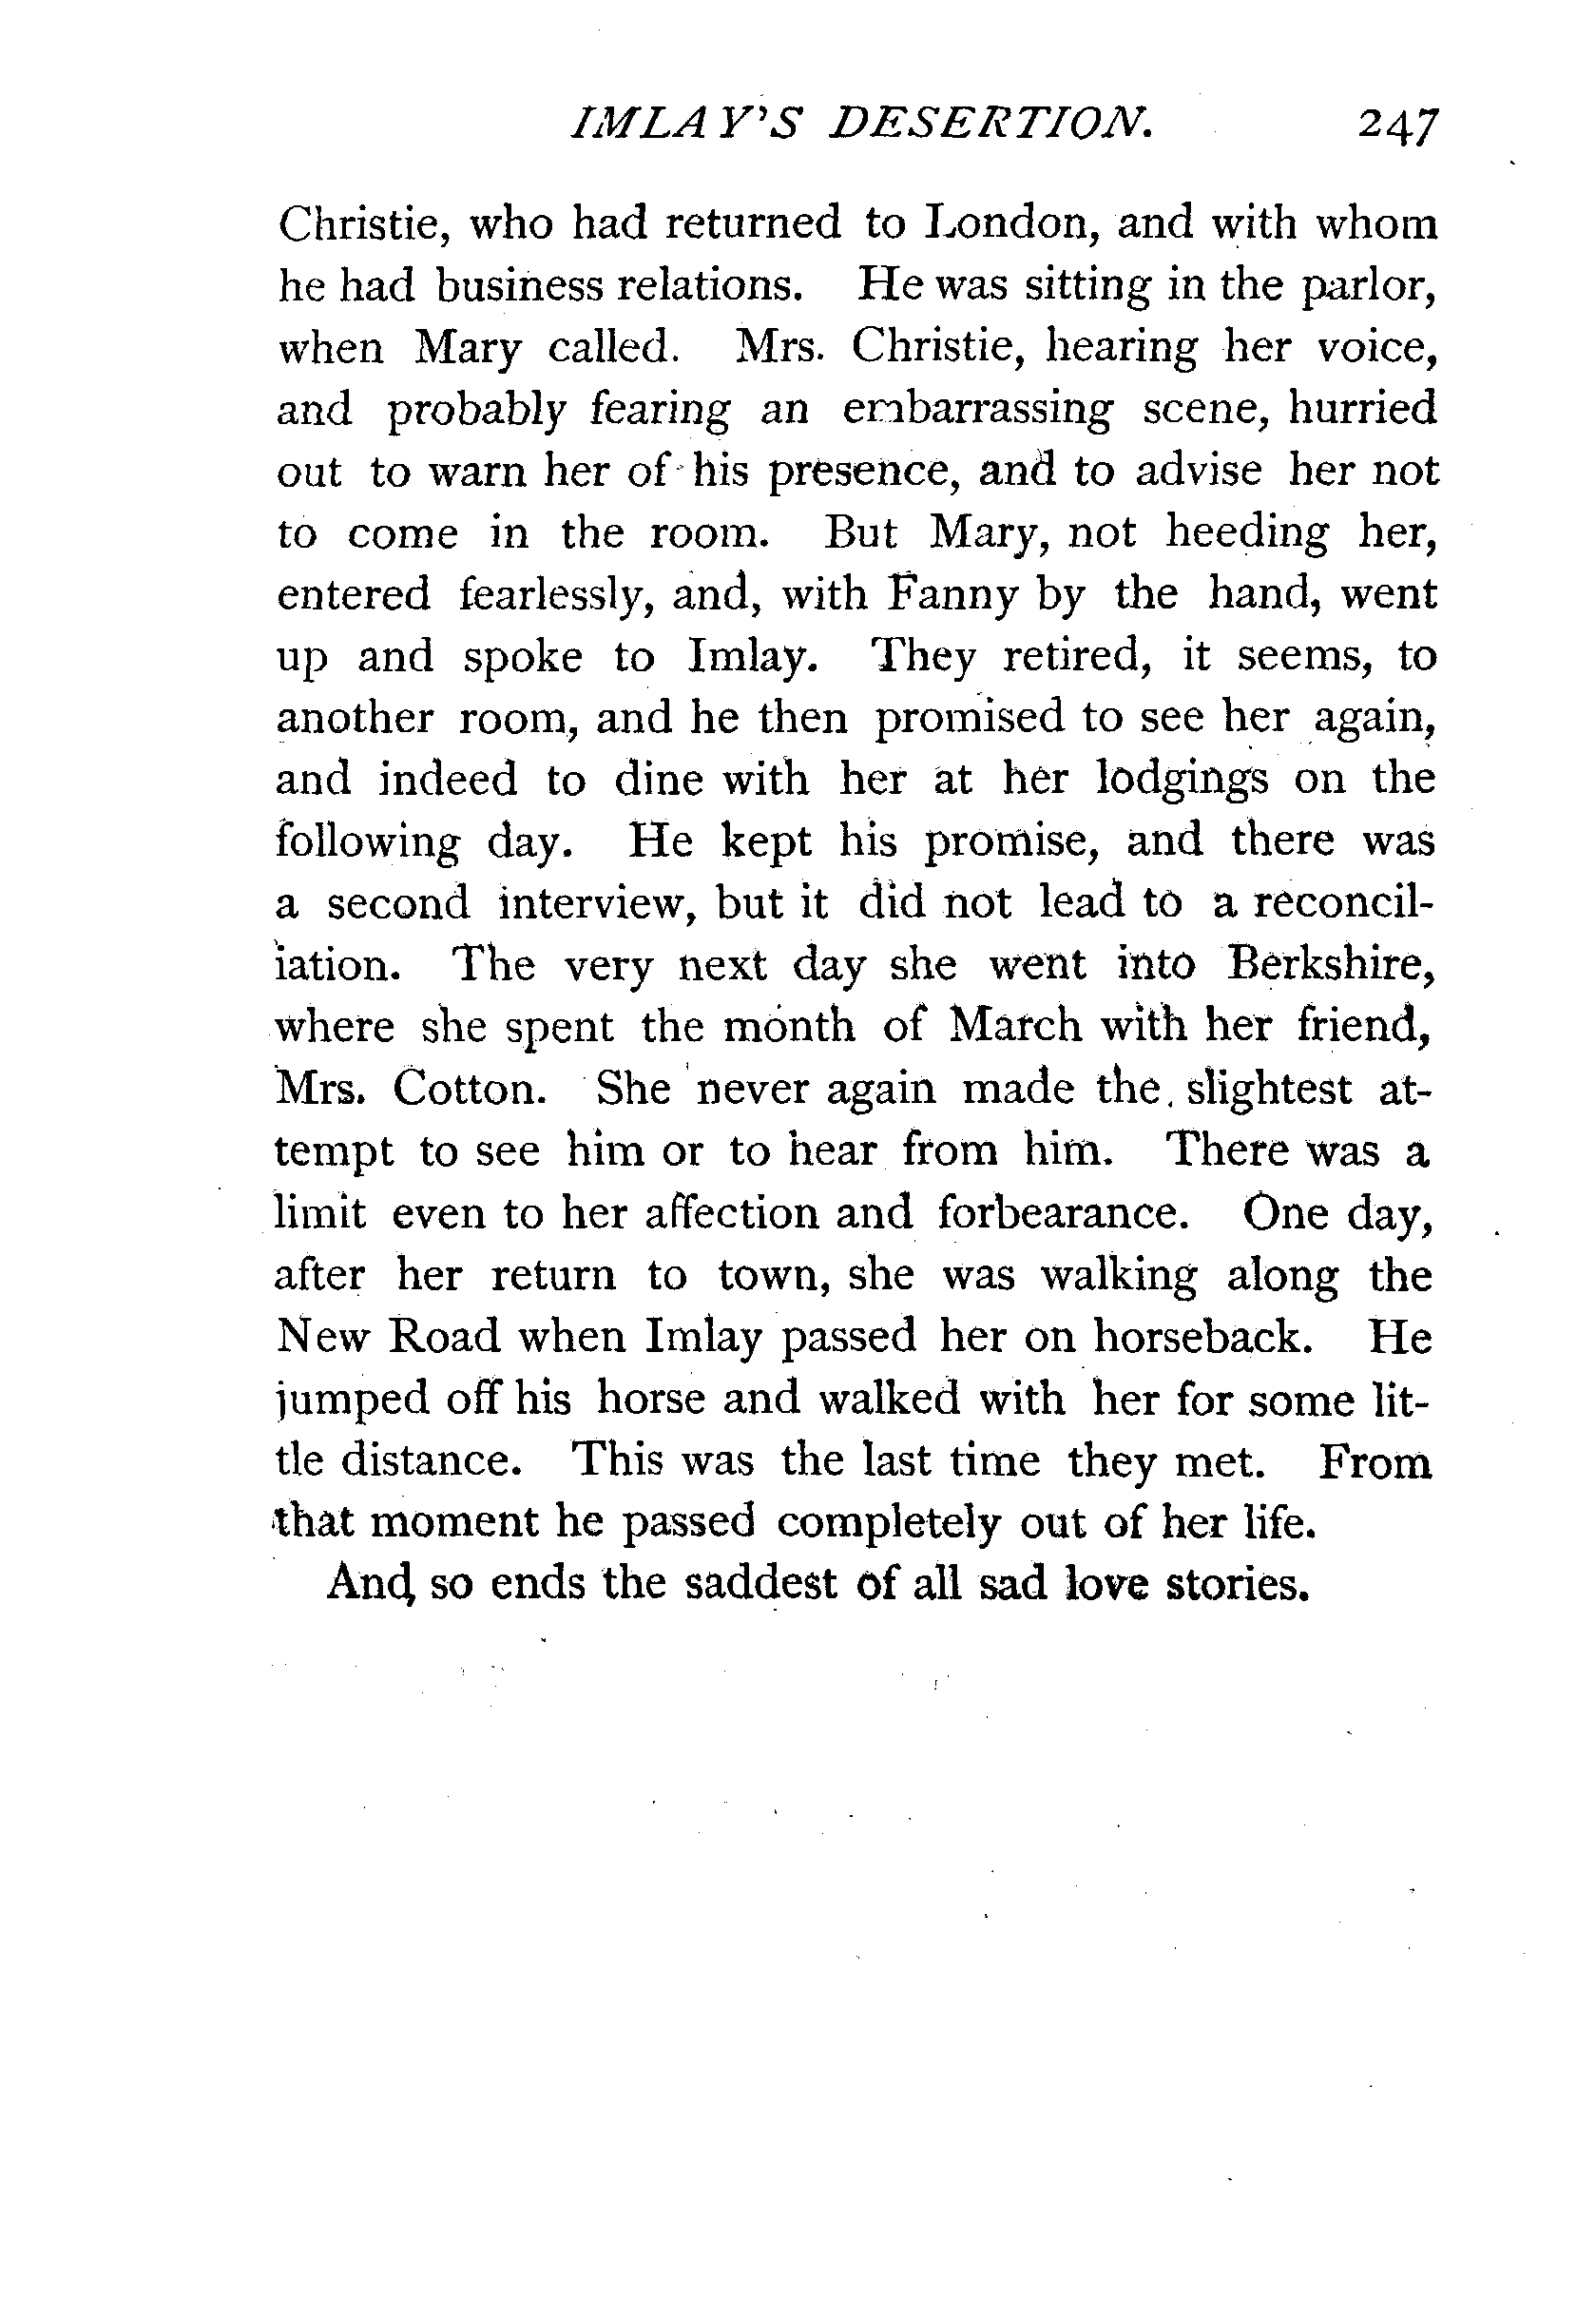 IMLAY'S DESERTION. 247
Christie, who had returned to London, and with whom
he had business relations. He was sitting in the parlor,
when Mary called. Mrs. Christie, hearing her voice,
and probably fearing an embarrassing scene, hurried
out to warn her of his presence, and to advise her not
to come in the room. But Mary, not heeding her,
entered fearlessly, and, with Fanny by the hand, went
up and spoke to Imlay. They retired, it seems, to
another room, and he then promised to see her again,
and indeed to dine with her at her lodgings on the
following day. He kept his promise, and there was
a second interview, but it did not lead to a reconcil-
iation. The very next day she went into Berkshire,
where she spent the month of March with her friend,
Mrs. Cotton. She never again made the slightest at-
tempt to see him or to hear from him. There was a
limit even to her affection and forbearance. One day,
after her return to town, she was walking along the
New Road when Imlay passed her on horseback. He
jumped off his horse and walked with her for some lit-
tle distance. This was the last time they met. From
that moment he passed completely out of her life.
And, so ends the saddest of all sad love stories.